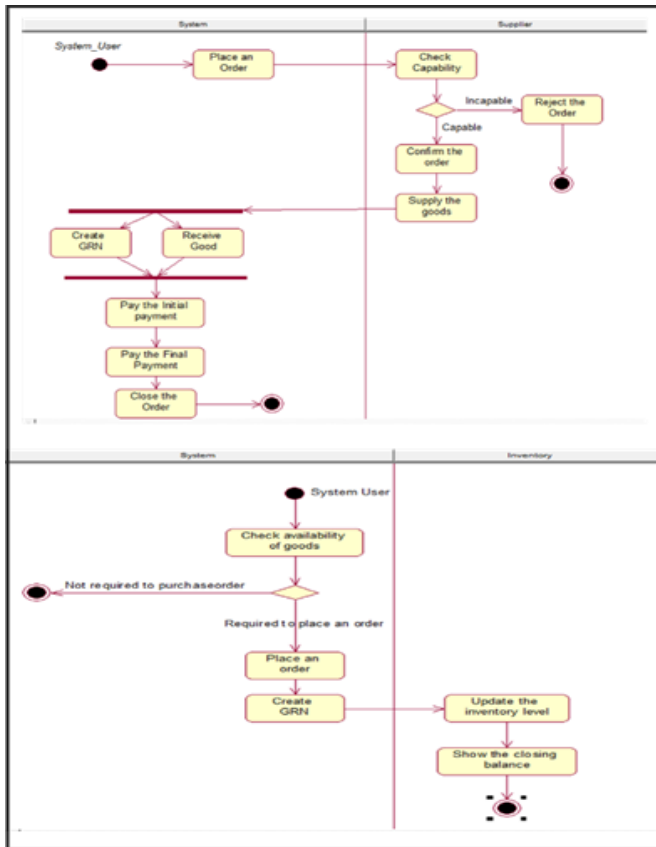 System
Supplier
System_User
Place an
Order
Check
Capability
Incapable
Reject the
Order
Capable
Confirm the
order
Supply the
goods
Create
GRN
Receive
Good
Pay the Initial
payment
Pay the Final
Payment
Close the
Order
System
Inventory
System User
Check availability
of goods
Not required to purchaseorder
Required to place an order
Place an
order
Create
GRN
Update the
inventory level
Show the closing
balance